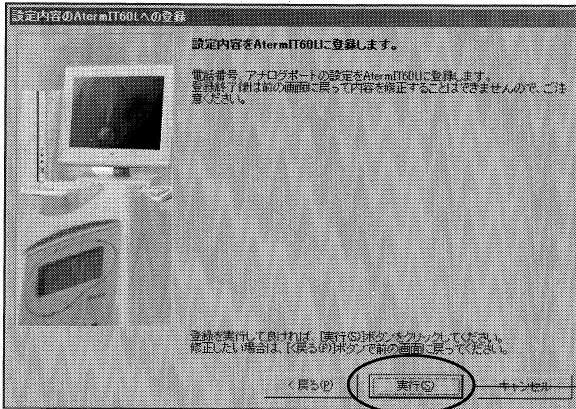 設定内容のAtermIT60Lへの登録
設定内容をAtermIT60Lに登録します。
電話番号、アナログポートの設定をAtermIT60Lに登録します。
登録終了後は前の画面に戻って内容を修正することはできませんので、ご注
意ください。
登録を実行して良ければ、[実行(S)]ボタンをクリックしてください。
修正したい場合は、[<戻る(P)]ボタンで前の画面に戻ってください。
<戻る(P) 実行(S) キャンセル